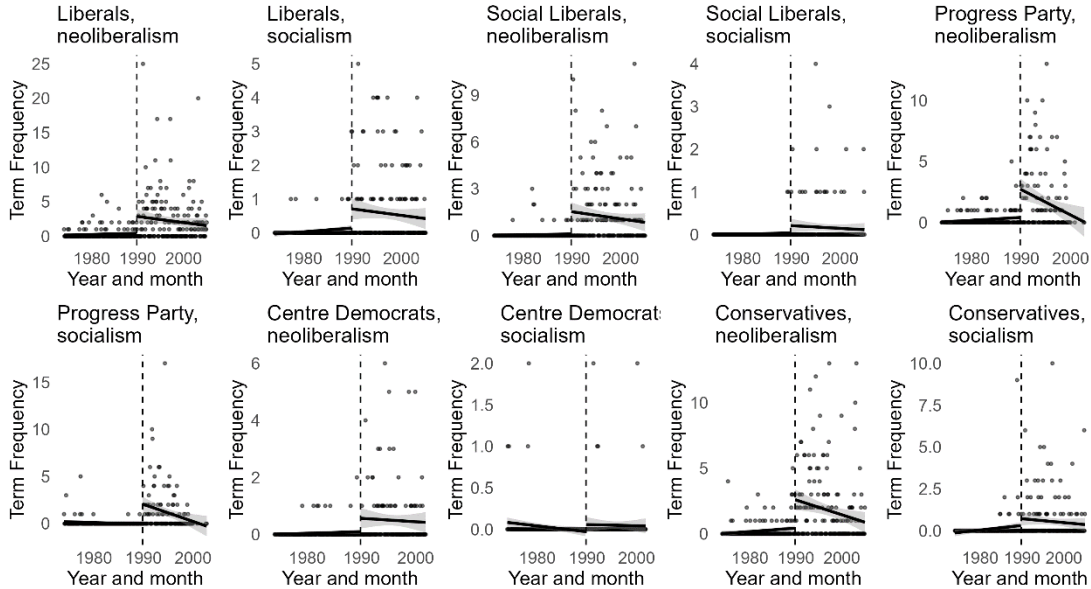 Liberals,
neoliberalism
Term Frequency
25
20
15
10
5
0
1980 1990 2000
Year and month
Liberals,
socialism
Term Frequency
5
4
3
2
1
0
1980 1990 2000
Year and month
Social Liberals,
neoliberalism
Term Frequency
9
6
3
0
1980 1990 2000
Year and month
Social Liberals,
socialism
Term Frequency
4
3
2
1
0
1980 1990 2000
Year and month
Progress Party,
neoliberalism
Term Frequency
10
5
0
1980 1990 2000
Year and month
Progress Party,
socialism
Term Frequency
15
10
5
0
1980 1990 2000
Year and month
Centre Democrats,
neoliberalism
Term Frequency
6
4
2
0
1980 1990 2000
Year and month
Centre Democrats
socialism
Term Frequency
2.0
1.5
1.0
0.5
0.0
1980 1990 2000
Year and month
Conservatives,
neoliberalism
Term Frequency
10
5
0
1980 1990 2000
Year and month
Conservatives,
socialism
Term Frequency
10.0
7.5
5.0
2.5
0.0
1980 1990 2000
Year and month